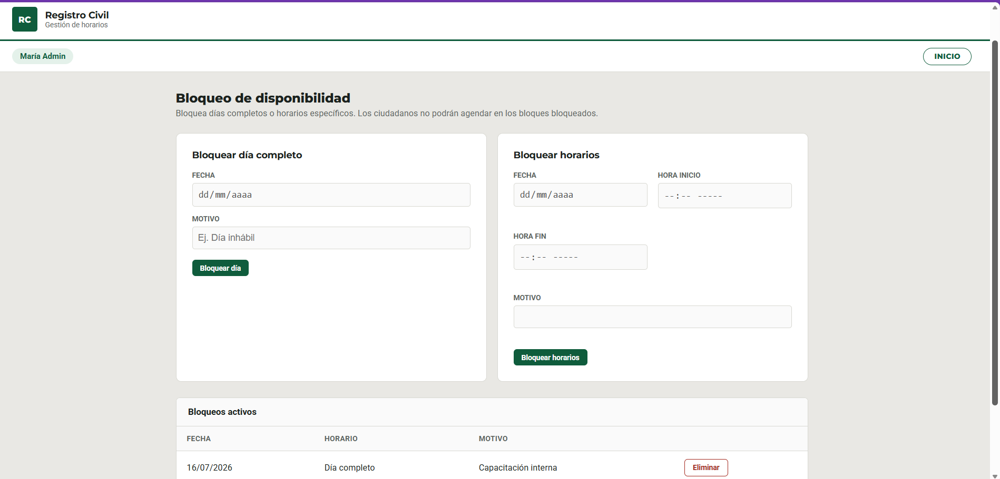 RC
Registro Civil
Gestión de horarios
María Admin
INICIO
Bloqueo de disponibilidad
Bloquea días completos o horarios específicos. Los ciudadanos no podrán agendar en los bloques bloqueados.
Bloquear día completo
FECHA
dd/mm/aaaa
MOTIVO
Ej. Día inhábil
Bloquear día
Bloquear horarios
FECHA
HORA INICIO
dd/mm/aaaa
--:-- -----
HORA FIN
--:-- -----
MOTIVO
Bloquear horarios
Bloqueos activos
FECHA HORARIO MOTIVO
16/07/2026 Día completo Capacitación interna Eliminar